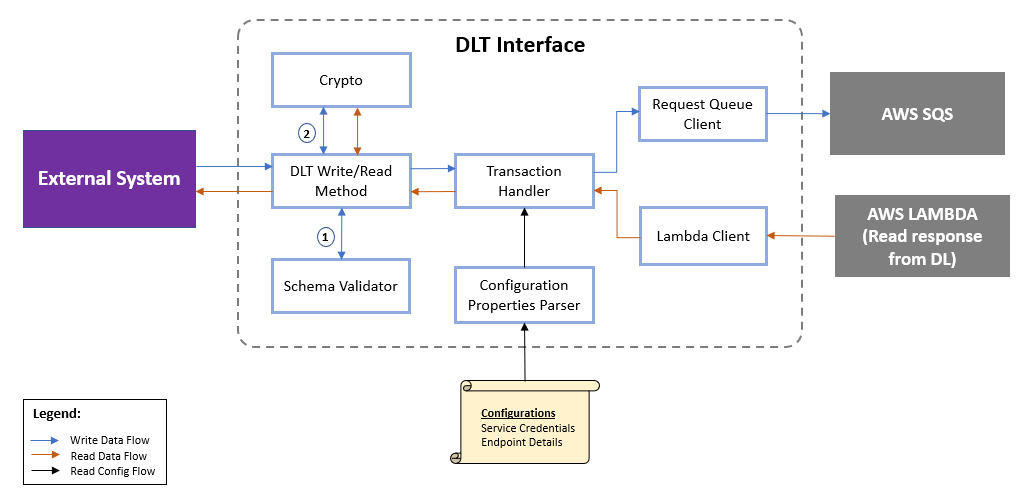 DLT Interface
Crypto
2
External System
DLT Write/Read
Method
Transaction
Handler
Request Queue
Client
AWS SQS
1
Lambda Client
AWS LAMBDA
(Read response
from DL)
Schema Validator
Configuration
Properties Parser
Configurations
Service Credentials
Endpoint Details
Legend:
Write Data Flow
Read Data Flow
Read Config Flow